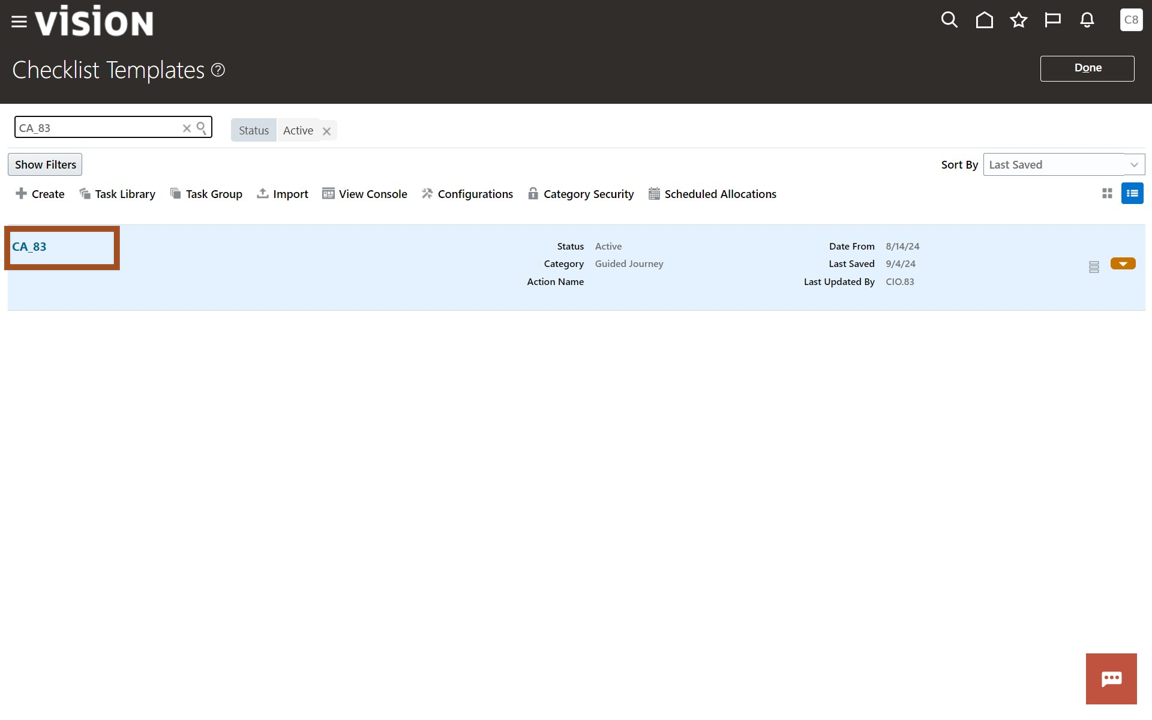 VISION
C8
Checklist Templates
Done
CA_83
Status Active
Show Filters
Sort By Last Saved
Create Task Library Task Group Import View Console Configurations Category Security Scheduled Allocations
CA_83
Status Active
Category Guided Journey
Action Name
Date From 8/14/24
Last Saved 9/4/24
Last Updated By CIO.83